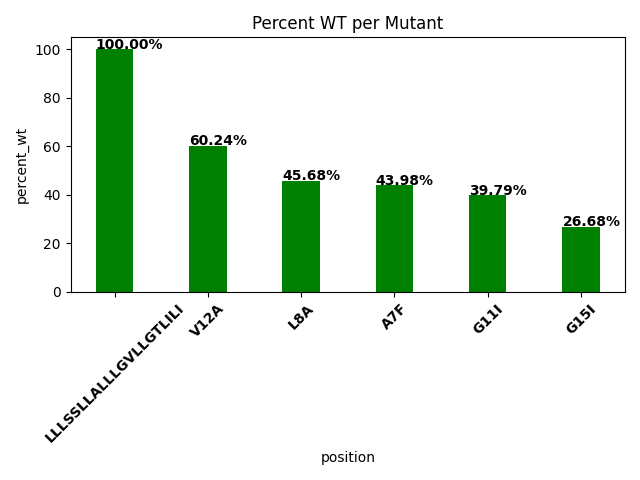 Percent WT per Mutant
percent_wt
100
80
60
40
20
0
100.00%
60.24%
45.68%
43.98%
39.79%
26.68%
LLLSSLLALLLGVLLGTLILI
V12A
L8A
A7F
G11I
G15I
position